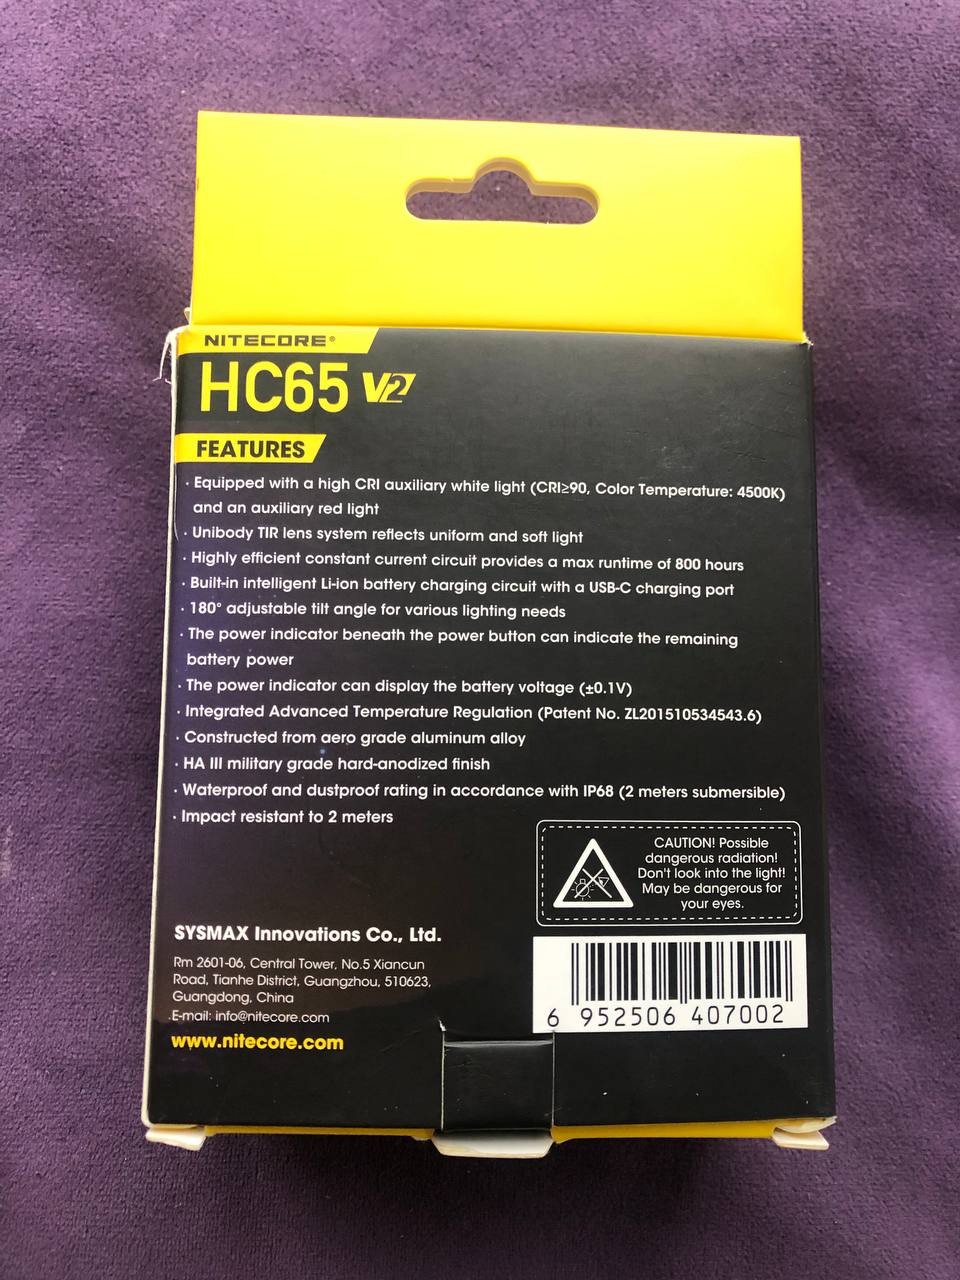 NITECORE®
HC65 V2
FEATURES
· Equipped with a high CRI auxiliary white light (CRI≥90, Color Temperature: 4500K)
and an auxiliary red light
· Unibody TIR lens system reflects uniform and soft light
· Highly efficient constant current circuit provides a max runtime of 800 hours
· Built-in intelligent Li-ion battery charging circuit with a USB-C charging port
· 180° adjustable tilt angle for various lighting needs
· The power indicator beneath the power button can indicate the remaining
battery power
· The power indicator can display the battery voltage (±0.1V)
· Integrated Advanced Temperature Regulation (Patent No. ZL201510534543.6)
· Constructed from aero grade aluminum alloy
· HA III military grade hard-anodized finish
· Waterproof and dustproof rating in accordance with IP68 (2 meters submersible)
· Impact resistant to 2 meters
CAUTION! Possible
dangerous radiation!
Don't look into the light!
May be dangerous for
your eyes.
SYSMAX Innovations Co., Ltd.
Rm 2601-06, Central Tower, No.5 Xiancun
Road, Tianhe District, Guangzhou, 510623,
Guangdong, China
E-mail: info@nitecore.com
www.nitecore.com
6 952506 407002